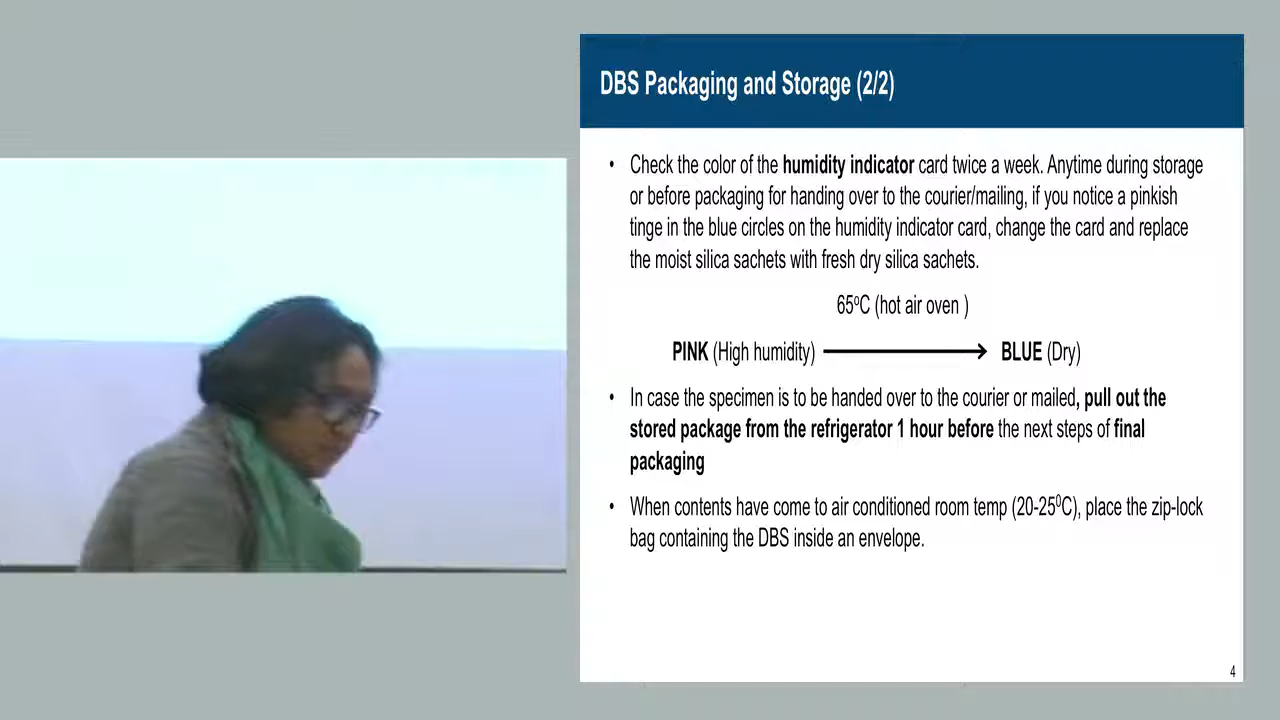 DBS Packaging and Storage (2/2)
• Check the color of the humidity indicator card twice a week. Anytime during storage
or before packaging for handing over to the courier/mailing, if you notice a pinkish
tinge in the blue circles on the humidity indicator card, change the card and replace
the moist silica sachets with fresh dry silica sachets.
65⁰C (hot air oven )
PINK (High humidity) ⟶ BLUE (Dry)
• In case the specimen is to be handed over to the courier or mailed, pull out the
stored package from the refrigerator 1 hour before the next steps of final
packaging
• When contents have come to air conditioned room temp (20-25⁰C), place the zip-lock
bag containing the DBS inside an envelope.
4